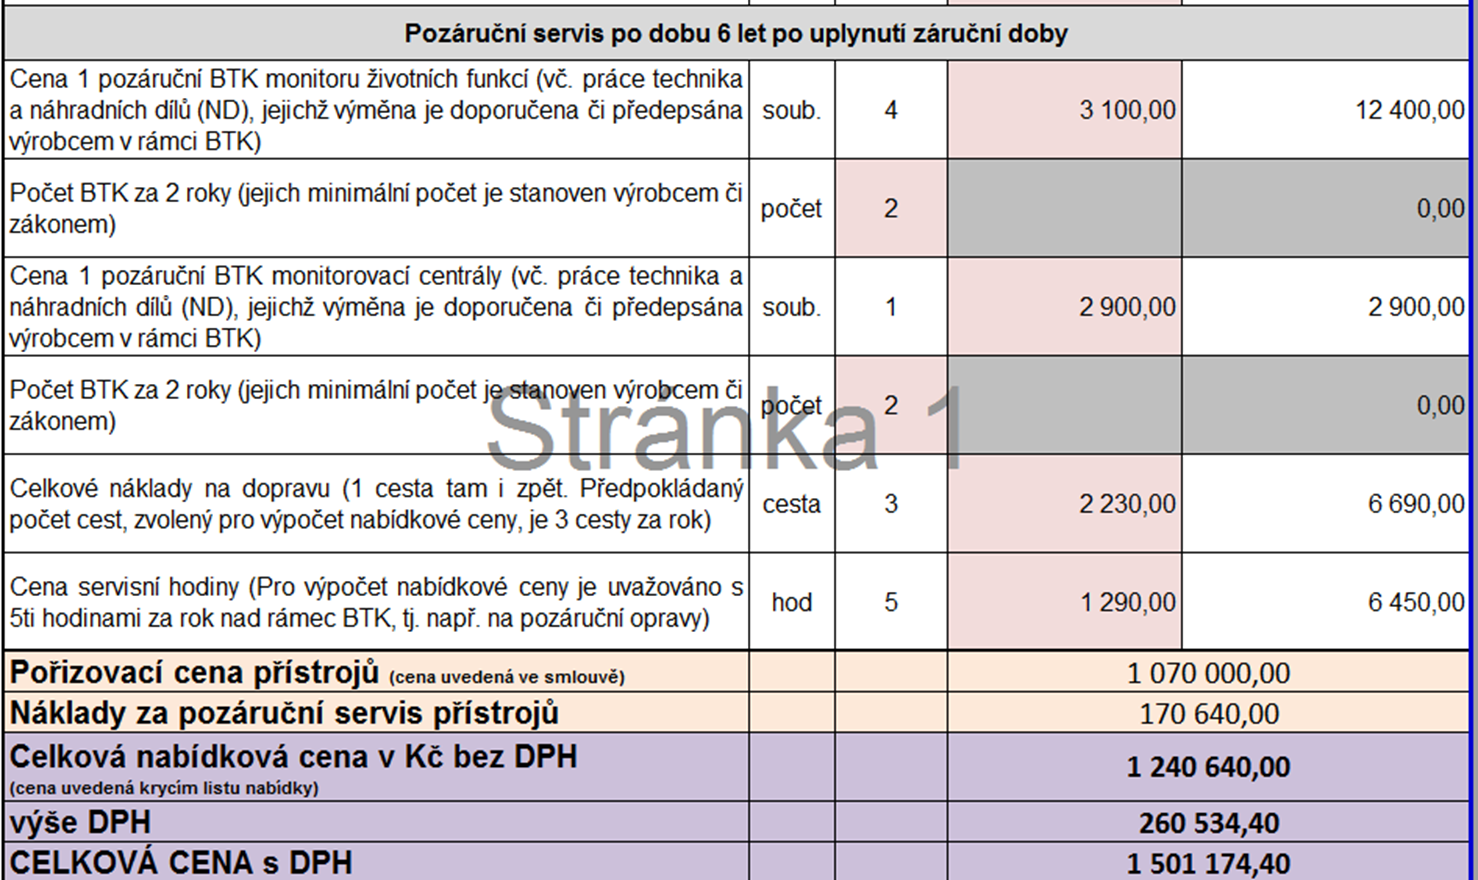 Pozáruční servis po dobu 6 let po uplynutí záruční doby
Cena 1 pozáruční BTK monitoru životních funkcí (vč. práce technika
a náhradních dílů (ND), jejichž výměna je doporučena či předepsána
výrobcem v rámci BTK)
soub.
4
3 100,00
12 400,00
Počet BTK za 2 roky (jejich minimální počet je stanoven výrobcem či
zákonem)
počet
2
0,00
Cena 1 pozáruční BTK monitorovací centrály (vč. práce technika a
náhradních dílů (ND), jejichž výměna je doporučena či předepsána
výrobcem v rámci BTK)
soub.
1
2 900,00
2 900,00
Počet BTK za 2 roky (jejich minimální počet je stanoven výrobcem či
zákonem)
počet
2
0,00
Stránka 1
Celkové náklady na dopravu (1 cesta tam i zpět. Předpokládaný
počet cest, zvolený pro výpočet nabídkové ceny, je 3 cesty za rok)
cesta
3
2 230,00
6 690,00
Cena servisní hodiny (Pro výpočet nabídkové ceny je uvažováno s
5ti hodinami za rok nad rámec BTK, tj. např. na pozáruční opravy)
hod
5
1 290,00
6 450,00
Pořizovací cena přístrojů (cena uvedená ve smlouvě)
1 070 000,00
Náklady za pozáruční servis přístrojů
170 640,00
Celková nabídková cena v Kč bez DPH
(cena uvedená krycím listu nabídky)
1 240 640,00
výše DPH
260 534,40
CELKOVÁ CENA s DPH
1 501 174,40